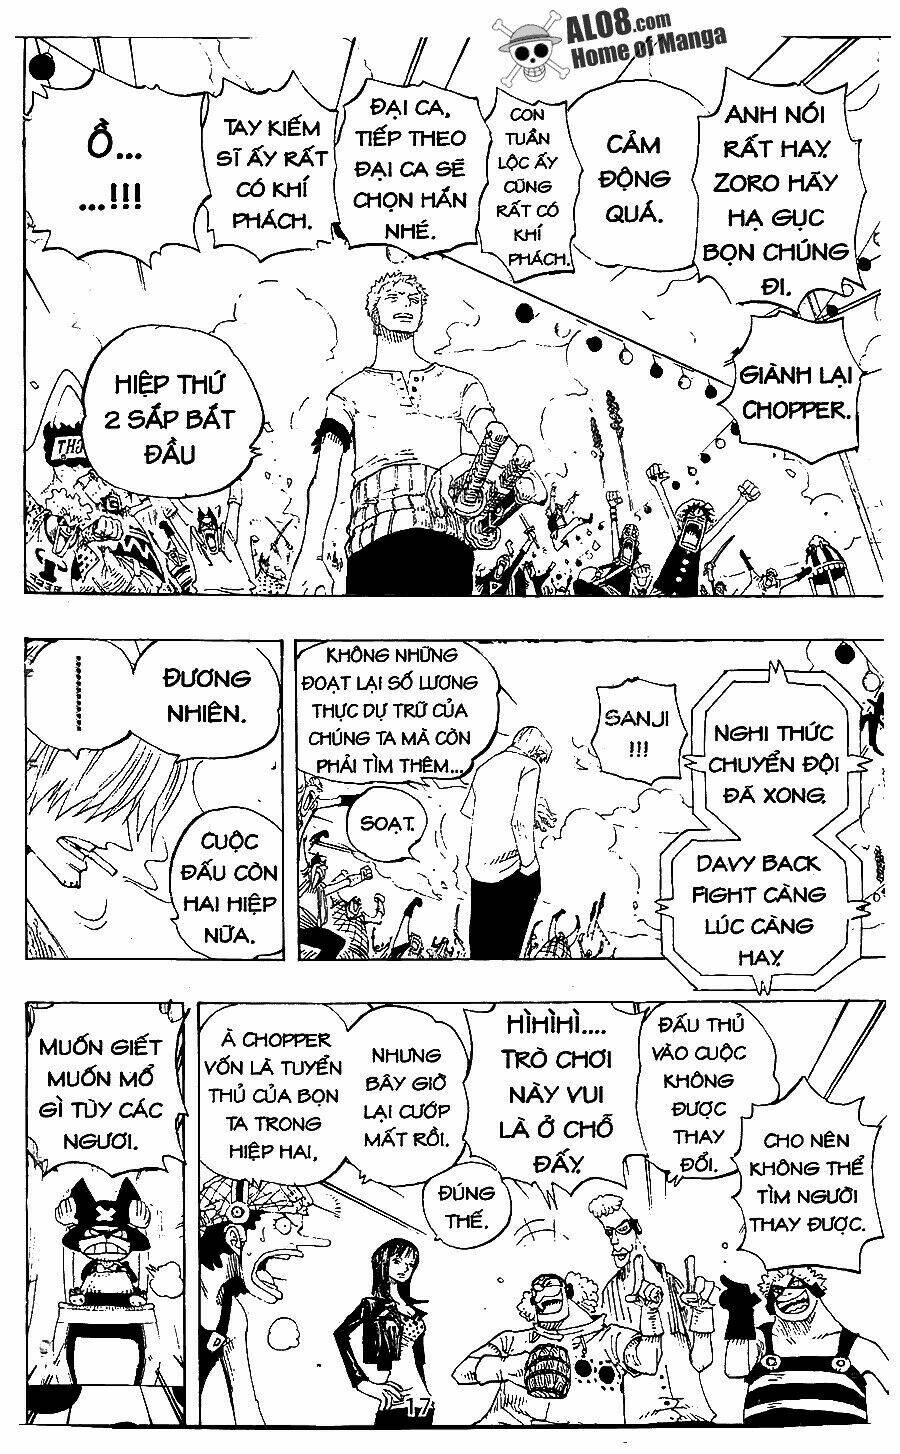 AL08.com
Home of Manga
ANH NÓI
RẤT HAY.
ZORO HÃY
HẠ GỤC
BỌN CHÚNG
ĐI.
GIÀNH LẠI
CHOPPER.
CẢM
ĐỘNG
QUÁ.
CON
TUẦN
LỘC ẤY
CŨNG
RẤT CÓ
KHÍ
PHÁCH.
ĐẠI CA,
TIẾP THEO
ĐẠI CA SẼ
CHỌN HẮN
NHÉ.
TAY KIẾM
SĨ ẤY RẤT
CÓ KHÍ
PHÁCH.
Ồ...
...!!!
HIỆP THỨ
2 SẮP BẮT
ĐẦU
NGHI THỨC
CHUYỂN ĐỘI
ĐÃ XONG.
DAVY BACK
FIGHT CÀNG
LÚC CÀNG
HAY.
SANJI
!!!
KHÔNG NHỮNG
ĐOẠT LẠI SỐ LƯƠNG
THỰC DỰ TRỮ CỦA
CHÚNG TA MÀ CÒN
PHẢI TÌM THÊM...
SOẠT.
ĐƯƠNG
NHIÊN.
CUỘC
ĐẤU CÒN
HAI HIỆP
NỮA.
ĐẤU THỦ
VÀO CUỘC
KHÔNG
ĐƯỢC
THAY
ĐỔI.
CHO NÊN
KHÔNG THỂ
TÌM NGƯỜI
THAY ĐƯỢC.
HÌHÌHÌ....
TRÒ CHƠI
NÀY VUI
LÀ Ở CHỖ
ĐẤY.
NHƯNG
BÂY GIỜ
LẠI CƯỚP
MẤT RỒI.
À CHOPPER
VỐN LÀ TUYỂN
THỦ CỦA BỌN
TA TRONG
HIỆP HAI,
ĐÚNG
THẾ.
MUỐN GIẾT
MUỐN MỔ
GÌ TÙY CÁC
NGƯƠI.
17